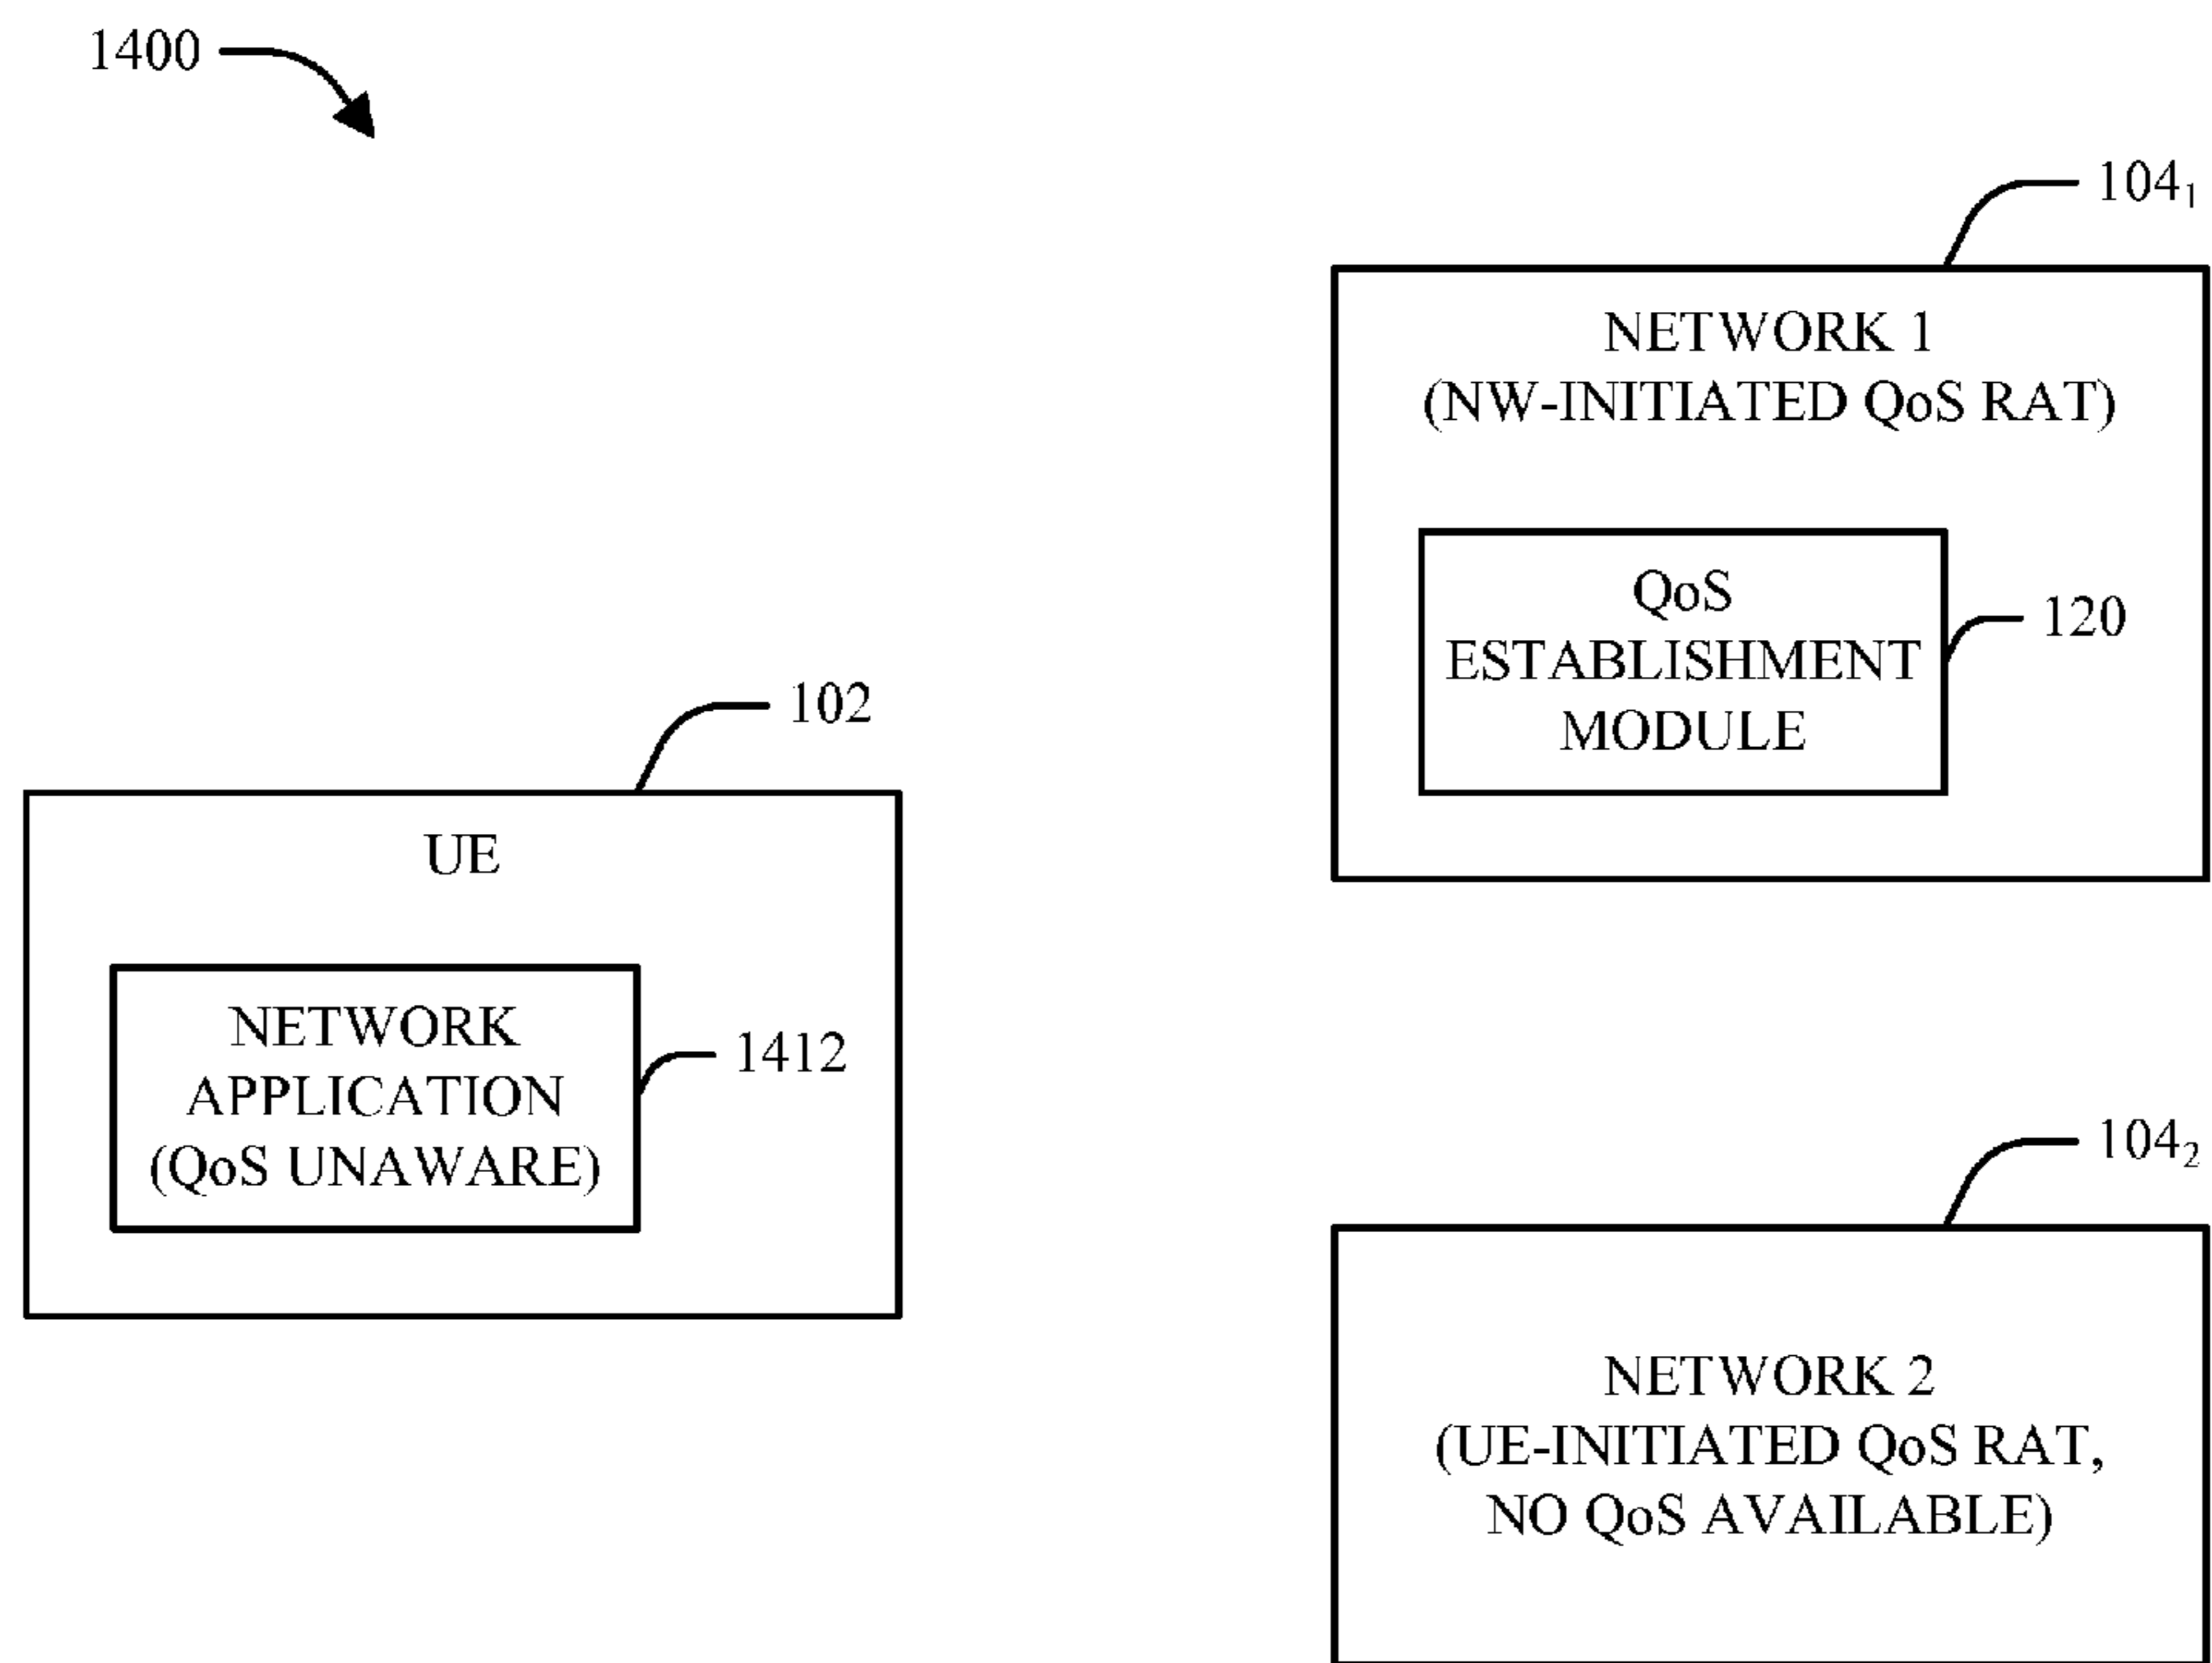 1400
104₁
NETWORK 1
(NW-INITIATED QoS RAT)
QoS
ESTABLISHMENT
MODULE
120
102
UE
NETWORK
APPLICATION
(QoS UNAWARE)
1412
104₂
NETWORK 2
(UE-INITIATED QoS RAT,
NO QoS AVAILABLE)